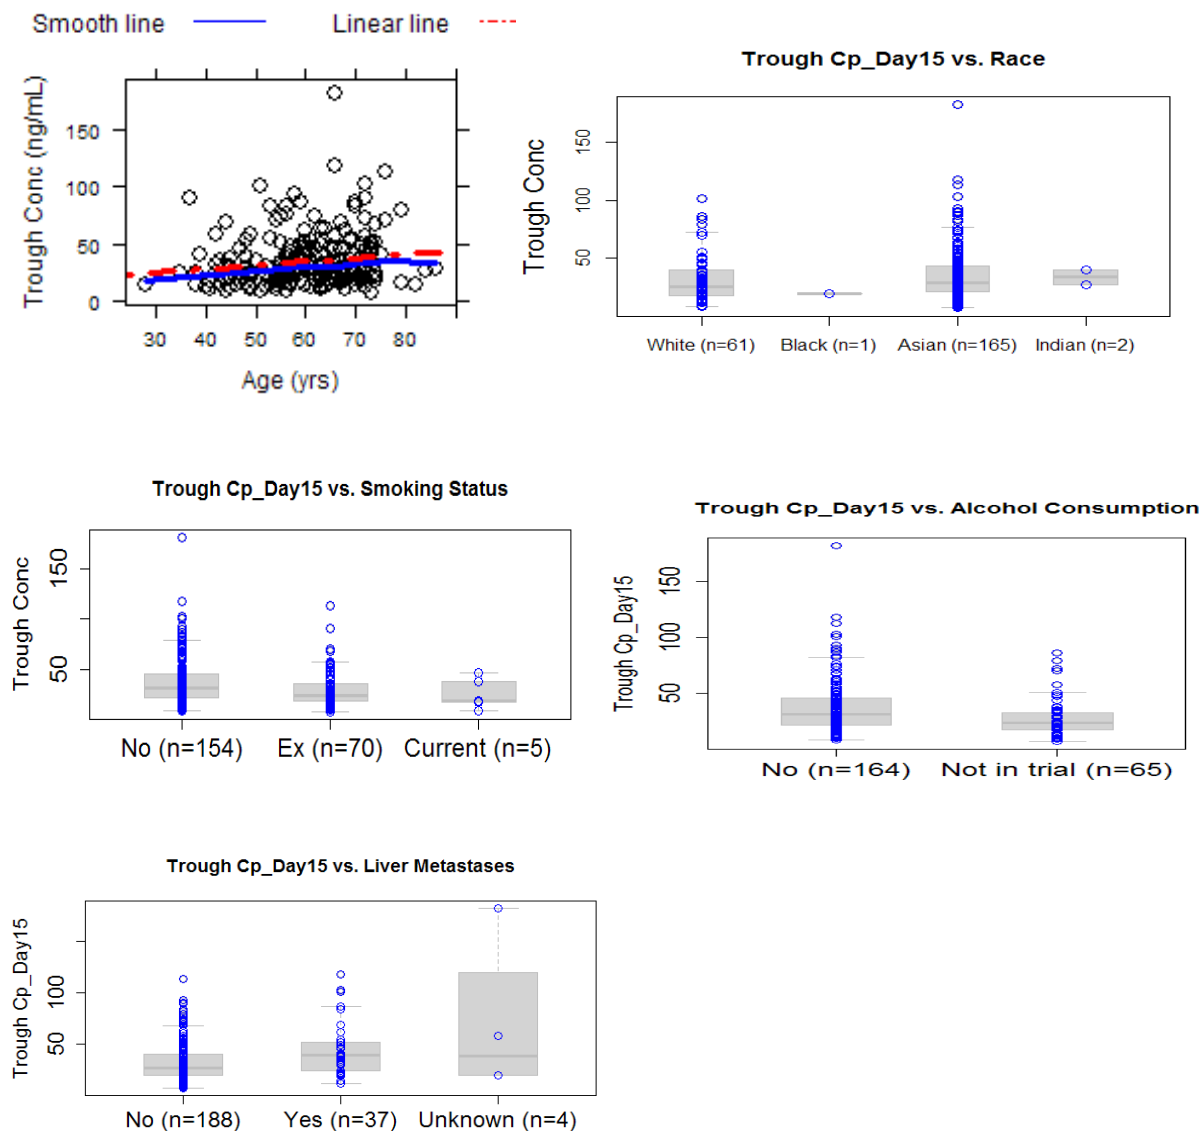 Smooth line Linear line
Trough Conc (ng/mL)
150
100
50
0
30 40 50 60 70 80
Age (yrs)
Trough Cp_Day15 vs. Race
Trough Conc
150
100
50
White (n=61) Black (n=1) Asian (n=165) Indian (n=2)
Trough Cp_Day15 vs. Smoking Status
Trough Conc
150
50
No (n=154) Ex (n=70) Current (n=5)
Trough Cp_Day15 vs. Alcohol Consumption
Trough Cp_Day15
150
100
50
No (n=164) Not in trial (n=65)
Trough Cp_Day15 vs. Liver Metastases
Trough Cp_Day15
100
50
No (n=188) Yes (n=37) Unknown (n=4)